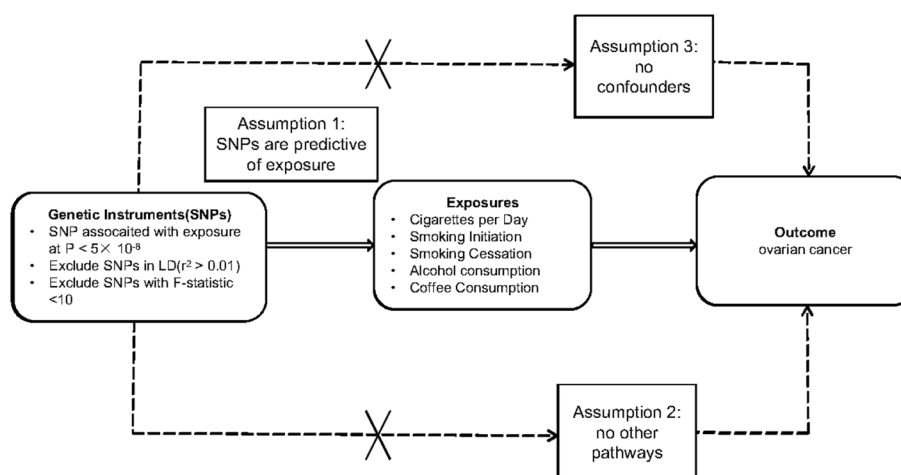 Assumption 3:
no
confounders
Assumption 1:
SNPs are predictive
of exposure
Genetic Instruments(SNPs)
• SNP assocaited with exposure
at P < 5× 10⁻⁸
• Exclude SNPs in LD(r² > 0.01)
• Exclude SNPs with F-statistic
<10
Exposures
• Cigarettes per Day
• Smoking Initiation
• Smoking Cessation
• Alcohol consumption
• Coffee Consumption
Outcome
ovarian cancer
Assumption 2:
no other
pathways